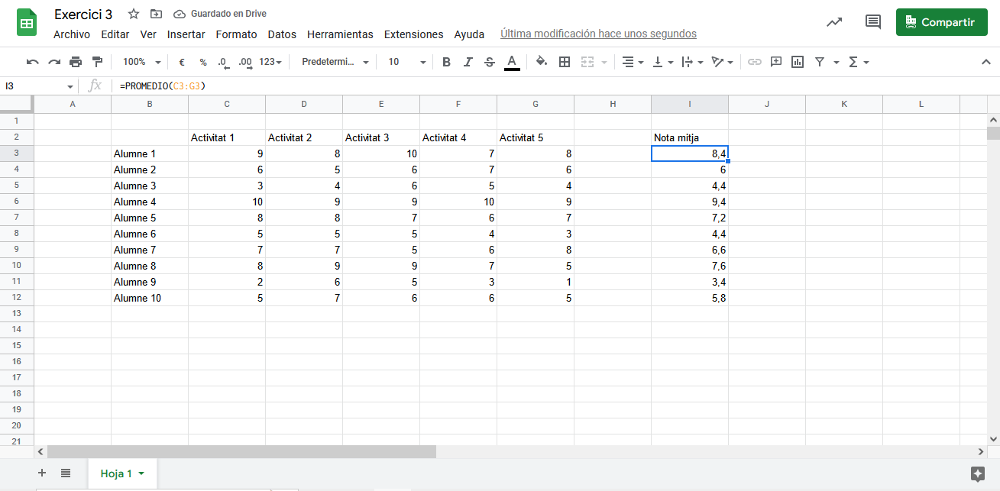 Exercici 3 Guardado en Drive
Archivo Editar Ver Insertar Formato Datos Herramientas Extensiones Ayuda Última modificación hace unos segundos
Compartir
100% € % .0 .00 123 Predetermi... 10 B I S A Σ
I3 fx =PROMEDIO(C3:G3)
A B C D E F G H I J K L
1
2 Activitat 1 Activitat 2 Activitat 3 Activitat 4 Activitat 5 Nota mitja
3 Alumne 1 9 8 10 7 8 8,4
4 Alumne 2 6 5 6 7 6 6
5 Alumne 3 3 4 6 5 4 4,4
6 Alumne 4 10 9 9 10 9 9,4
7 Alumne 5 8 8 7 6 7 7,2
8 Alumne 6 5 5 5 4 3 4,4
9 Alumne 7 7 7 5 6 8 6,6
10 Alumne 8 8 9 9 7 5 7,6
11 Alumne 9 2 6 5 3 1 3,4
12 Alumne 10 5 7 6 6 5 5,8
13
14
15
16
17
18
19
20
21
+ Hoja 1